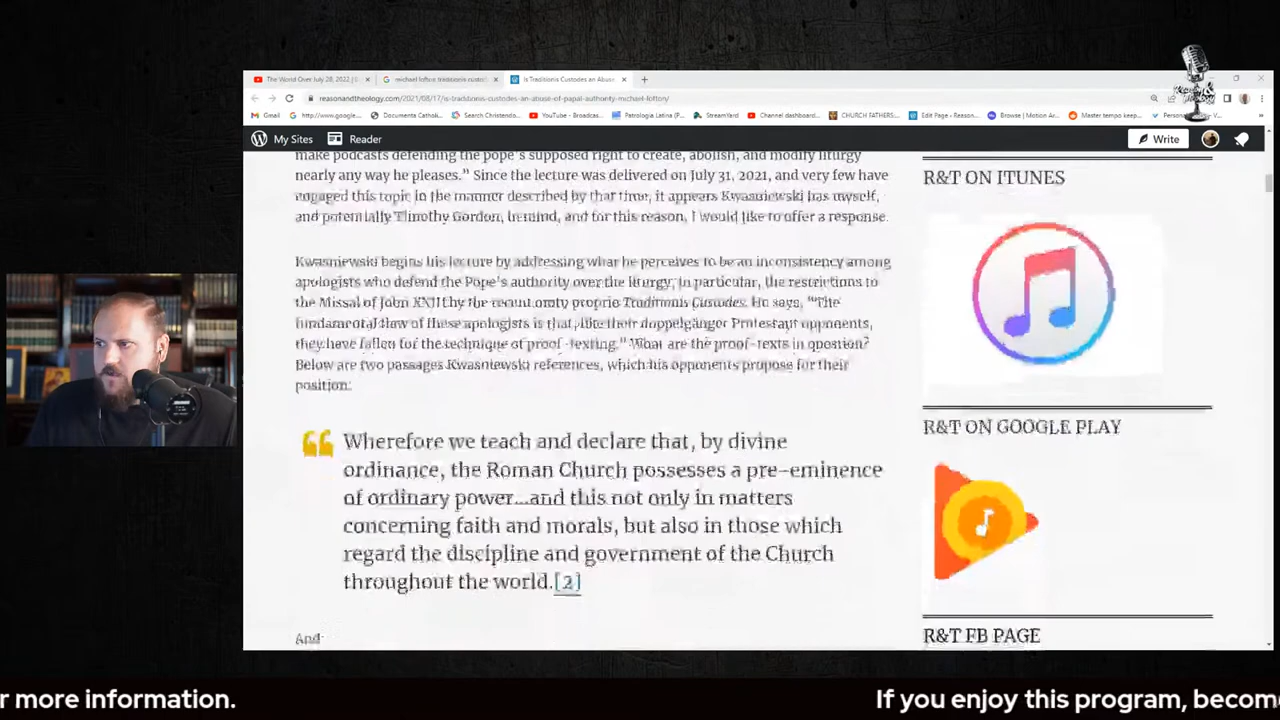 The World Over July 28, 2022 |
michael lofton traditionis custod
Is Traditionis Custodes an Abuse
reasonandtheology.com/2021/08/17/is-traditionis-custodes-an-abuse-of-papal-authority-michael-lofton/
Gmail http://www.google... Documenta Catholic... Search Christendo... YouTube - Broadcas... Patrologia Latina (P... StreamYard Channel dashboard... CHURCH FATHERS... Edit Page ‹ Reason... Browse | Motion Ar... Master tempo keep...
My Sites Reader Write
make podcasts defending the pope's supposed right to create, abolish, and modify liturgy
nearly any way he pleases." Since the lecture was delivered on July 31, 2021, and very few have
engaged this topic in the manner described by that time, it appears Kwasniewski has myself,
and potentially Timothy Gordon, in mind, and for this reason, I would like to offer a response.
Kwasniewski begins his lecture by addressing what he perceives to be an inconsistency among
apologists who defend the Pope's authority over the liturgy, in particular, the restrictions to
the Missal of John XXIII by the recent motu proprio Traditionis Custodes. He says, "The
fundamental flaw of these apologists is that, like their doppelgänger Protestant opponents,
they have fallen for the technique of proof-texting." What are the proof-texts in question?
Below are two passages Kwasniewski references, which his opponents propose for their
position:
Wherefore we teach and declare that, by divine
ordinance, the Roman Church possesses a pre-eminence
of ordinary power...and this not only in matters
concerning faith and morals, but also in those which
regard the discipline and government of the Church
throughout the world.[2]
And:
R&T ON ITUNES
R&T ON GOOGLE PLAY
R&T FB PAGE
r more information. If you enjoy this program, becom